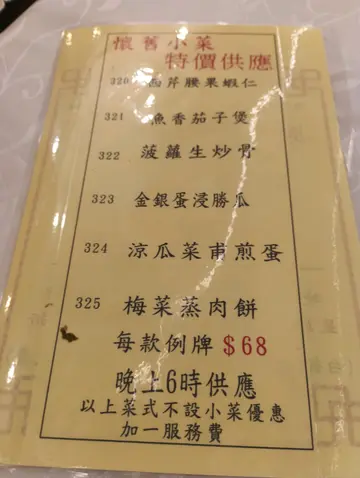 懷舊小菜
特價供應
320 西芹腰果蝦仁
321 魚香茄子煲
322 菠蘿生炒骨
323 金銀蛋浸勝瓜
324 涼瓜菜甫煎蛋
325 梅菜蒸肉餅
每款例牌 $68
晚上6時供應
以上菜式不設小菜優惠
加一服務費